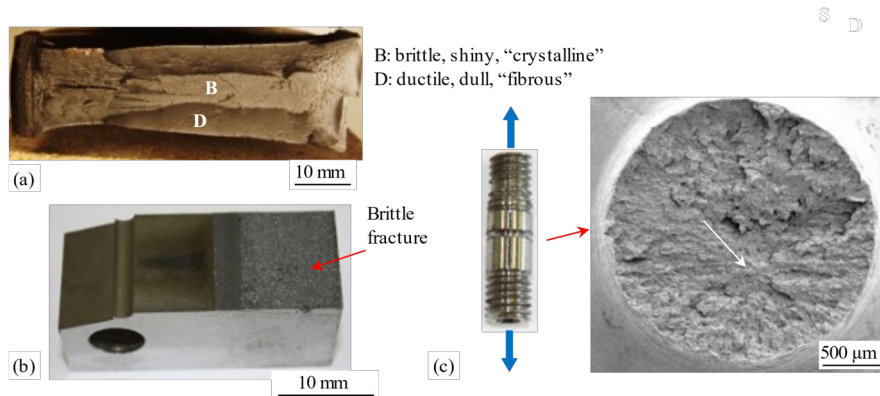 S
D
B: brittle, shiny, “crystalline”
D: ductile, dull, “fibrous”
B
D
10 mm
(a)
Brittle
fracture
(b)
10 mm
(c)
500 μm